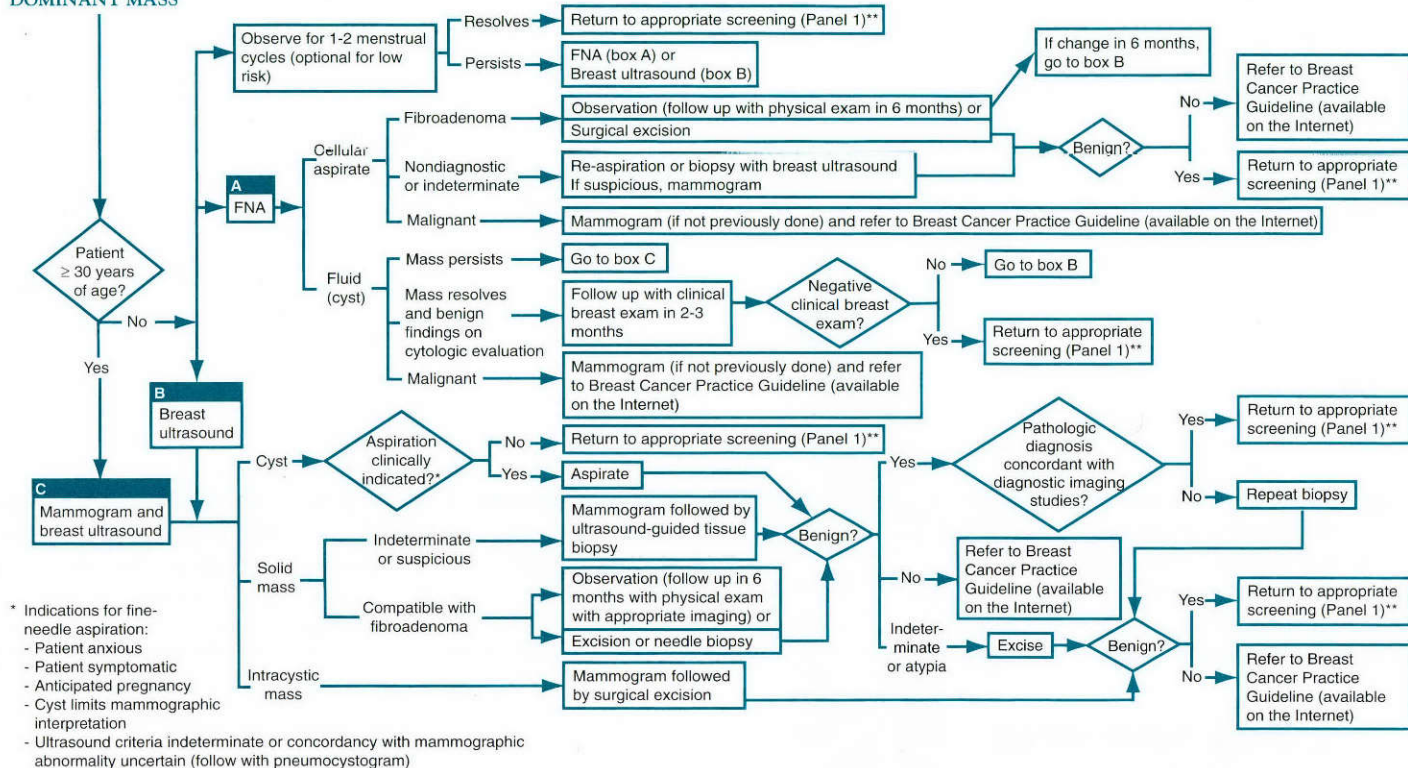 DOMINANT MASS
Observe for 1-2 menstrual
cycles (optional for low
risk)
Resolves
Return to appropriate screening (Panel 1)**
Persists
FNA (box A) or
Breast ultrasound (box B)
If change in 6 months,
go to box B
A
FNA
Cellular
aspirate
Fibroadenoma
Observation (follow up with physical exam in 6 months) or
Surgical excision
Nondiagnostic
or indeterminate
Re-aspiration or biopsy with breast ultrasound
If suspicious, mammogram
Benign?
No
Refer to Breast
Cancer Practice
Guideline (available
on the Internet)
Yes
Return to appropriate
screening (Panel 1)**
Malignant
Mammogram (if not previously done) and refer to Breast Cancer Practice Guideline (available on the Internet)
Patient
≥ 30 years
of age?
No
Yes
Fluid
(cyst)
Mass persists
Go to box C
Mass resolves
and benign
findings on
cytologic evaluation
Follow up with clinical
breast exam in 2-3
months
Negative
clinical breast
exam?
No
Go to box B
Yes
Return to appropriate
screening (Panel 1)**
Malignant
Mammogram (if not previously done) and refer
to Breast Cancer Practice Guideline (available
on the Internet)
B
Breast
ultrasound
C
Mammogram and
breast ultrasound
Cyst
Aspiration
clinically
indicated?*
No
Return to appropriate screening (Panel 1)**
Yes
Aspirate
Solid
mass
Indeterminate
or suspicious
Mammogram followed by
ultrasound-guided tissue
biopsy
Compatible with
fibroadenoma
Observation (follow up in 6
months with physical exam
with appropriate imaging) or
Excision or needle biopsy
Intracystic
mass
Mammogram followed
by surgical excision
Benign?
Yes
Pathologic
diagnosis
concordant with
diagnostic imaging
studies?
Yes
Return to appropriate
screening (Panel 1)**
No
Repeat biopsy
No
Refer to Breast
Cancer Practice
Guideline (available
on the Internet)
Indeter-
minate
or atypia
Excise
Benign?
Yes
Return to appropriate
screening (Panel 1)**
No
Refer to Breast
Cancer Practice
Guideline (available
on the Internet)
* Indications for fine-
needle aspiration:
- Patient anxious
- Patient symptomatic
- Anticipated pregnancy
- Cyst limits mammographic
interpretation
- Ultrasound criteria indeterminate or concordancy with mammographic
abnormality uncertain (follow with pneumocystogram)